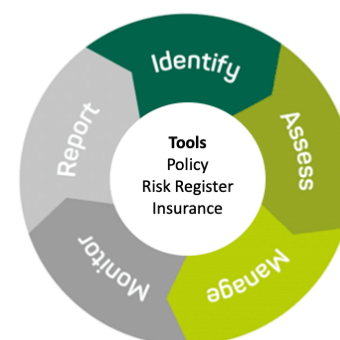 Identify
Assess
Manage
Monitor
Report
Tools
Policy
Risk Register
Insurance